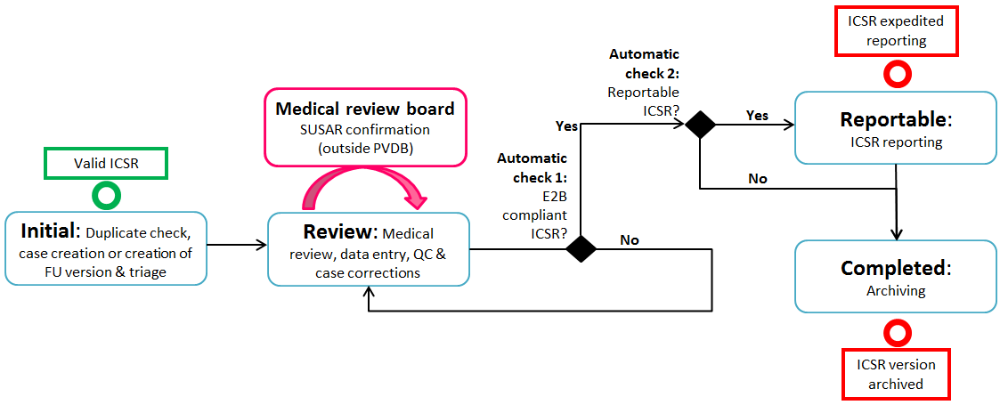 Valid ICSR
Initial: Duplicate check,
case creation or creation of
FU version & triage
Medical review board
SUSAR confirmation
(outside PVDB)
Review: Medical
review, data entry, QC &
case corrections
Automatic
check 1:
E2B
compliant
ICSR?
Yes
No
Automatic
check 2:
Reportable
ICSR?
Yes
No
ICSR expedited
reporting
Reportable:
ICSR reporting
Completed:
Archiving
ICSR version
archived